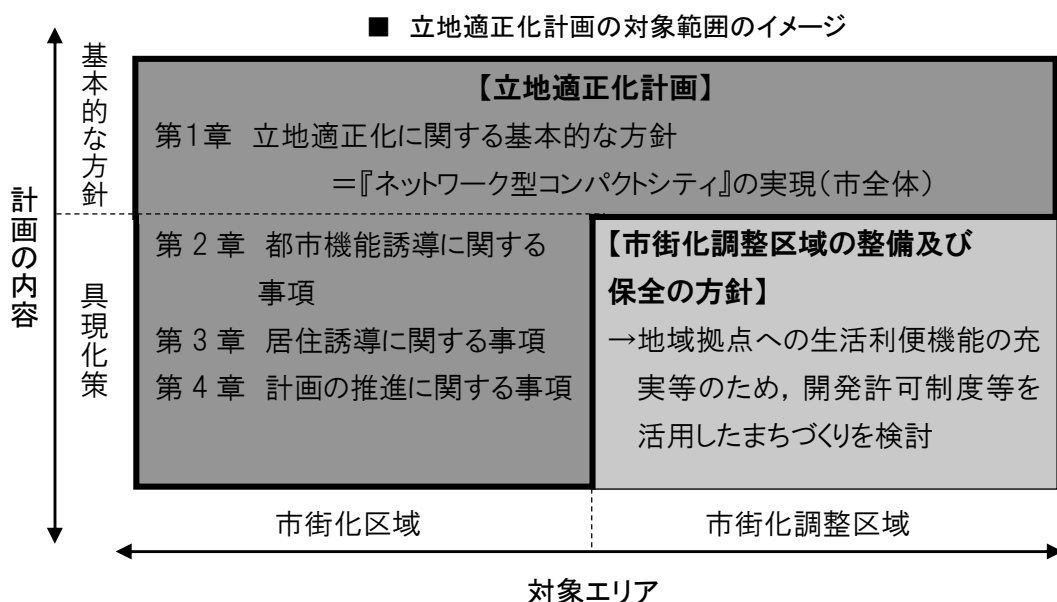 ■ 立地適正化計画の対象範囲のイメージ
計画の内容
基本的な方針
【立地適正化計画】
第1章 立地適正化に関する基本的な方針
＝『ネットワーク型コンパクトシティ』の実現（市全体）
具現化策
第 2 章 都市機能誘導に関する
事項
第 3 章 居住誘導に関する事項
第 4 章 計画の推進に関する事項
【市街化調整区域の整備及び
保全の方針】
→地域拠点への生活利便機能の充
実等のため，開発許可制度等を
活用したまちづくりを検討
市街化区域
市街化調整区域
対象エリア